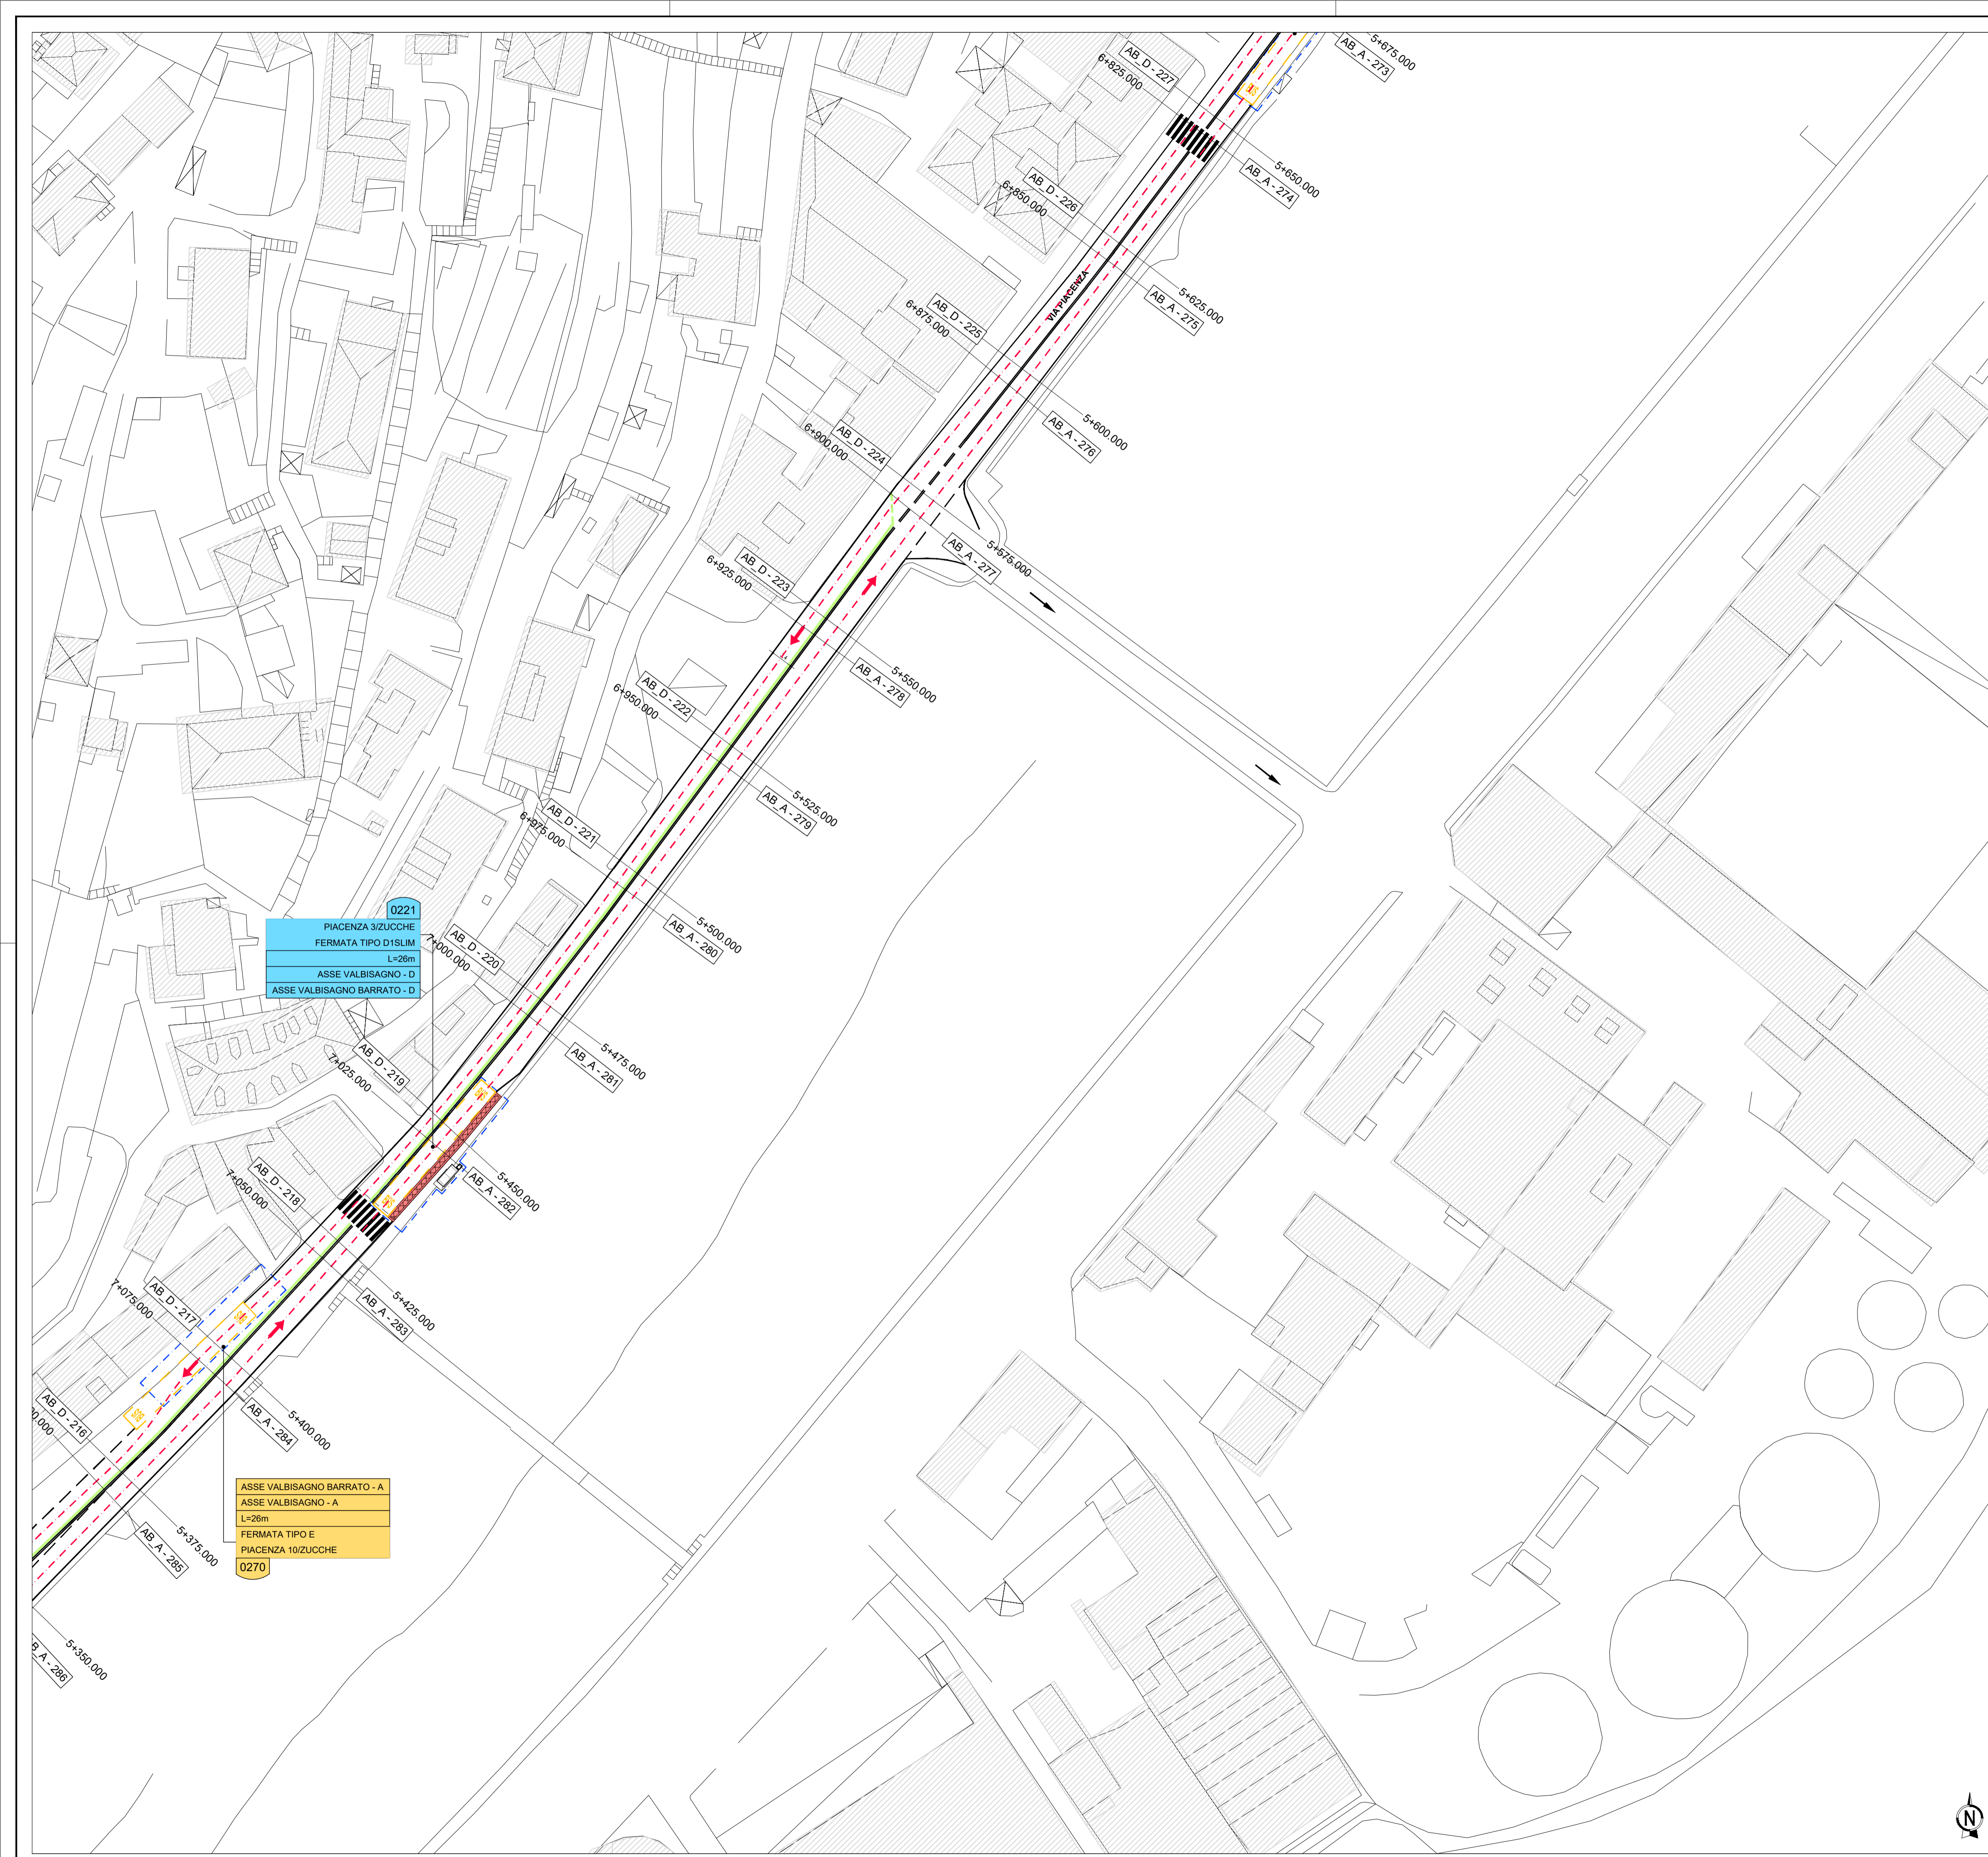 5+675.000
AB_A - 273
AB_D - 227
6+825.000
5+650.000
AB_A - 274
AB_D - 226
6+850.000
VIA PIACENZA
5+625.000
AB_A - 275
AB_D - 225
6+875.000
5+600.000
AB_A - 276
AB_D - 224
6+900.000
5+575.000
AB_A - 277
AB_D - 223
6+925.000
5+550.000
AB_A - 278
AB_D - 222
6+950.000
5+525.000
AB_A - 279
AB_D - 221
6+975.000
5+500.000
AB_A - 280
0221
PIACENZA 3/ZUCCHE
FERMATA TIPO D1SLIM
L=26m
ASSE VALBISAGNO - D
ASSE VALBISAGNO BARRATO - D
AB_D - 220
7+000.000
5+475.000
AB_A - 281
AB_D - 219
7+025.000
BUS
BUS
5+450.000
AB_A - 282
AB_D - 218
7+050.000
5+425.000
AB_A - 283
AB_D - 217
7+075.000
BUS
BUS
5+400.000
AB_A - 284
AB_D - 216
00.000
5+375.000
AB_A - 285
ASSE VALBISAGNO BARRATO - A
ASSE VALBISAGNO - A
L=26m
FERMATA TIPO E
PIACENZA 10/ZUCCHE
0270
5+350.000
B_A - 286
N